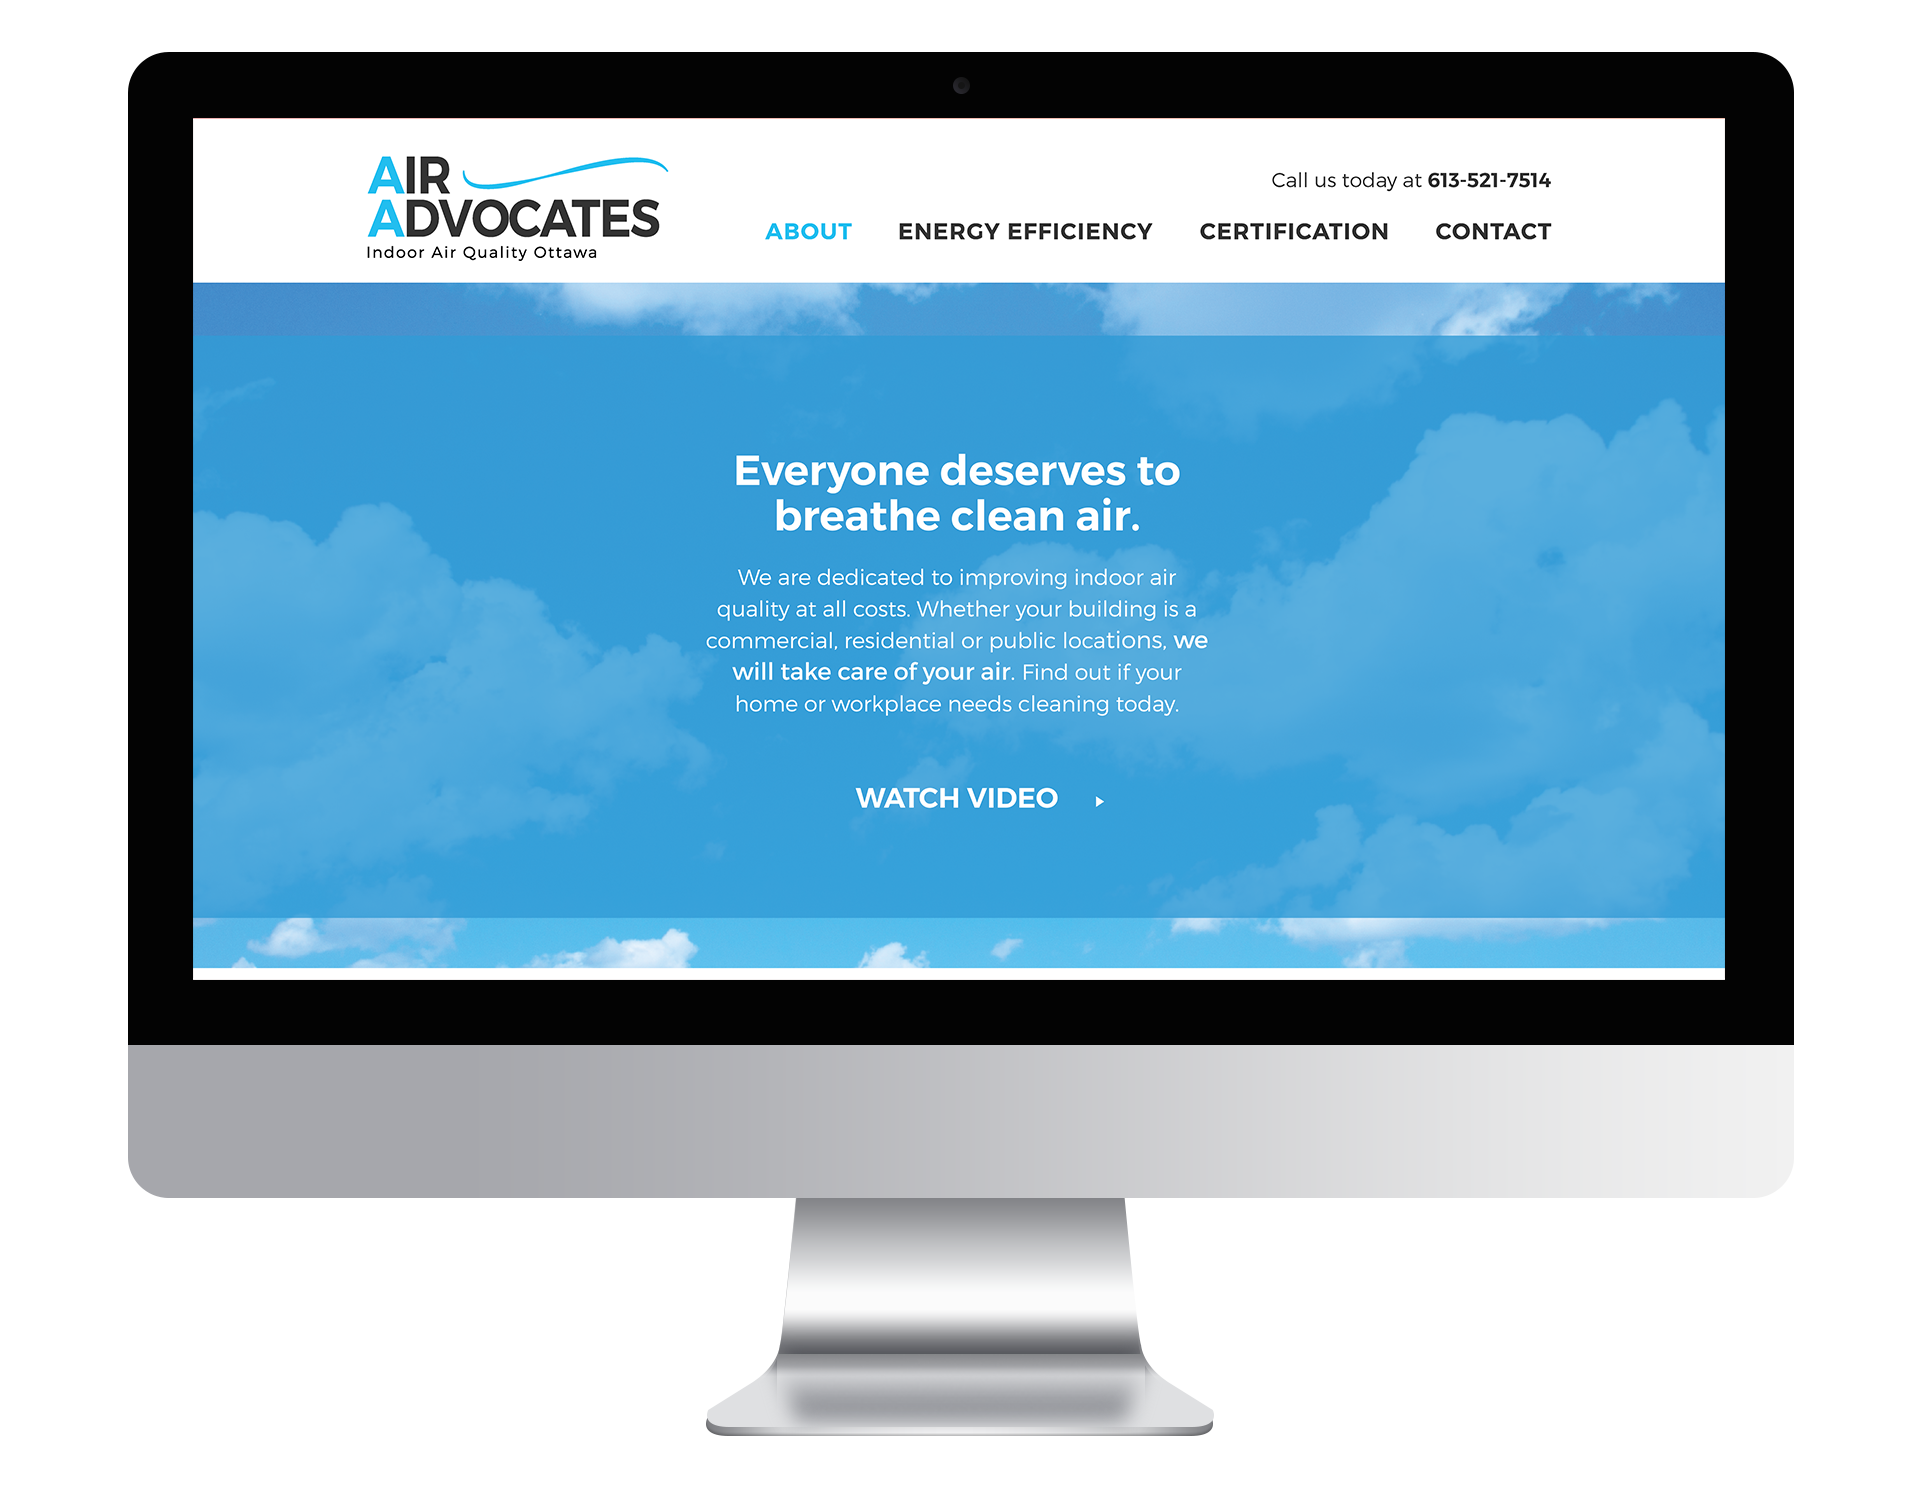 AIR
ADVOCATES
Indoor Air Quality Ottawa
Call us today at 613-521-7514
ABOUT ENERGY EFFICIENCY CERTIFICATION CONTACT
Everyone deserves to
breathe clean air.
We are dedicated to improving indoor air
quality at all costs. Whether your building is a
commercial, residential or public locations, we
will take care of your air. Find out if your
home or workplace needs cleaning today.
WATCH VIDEO